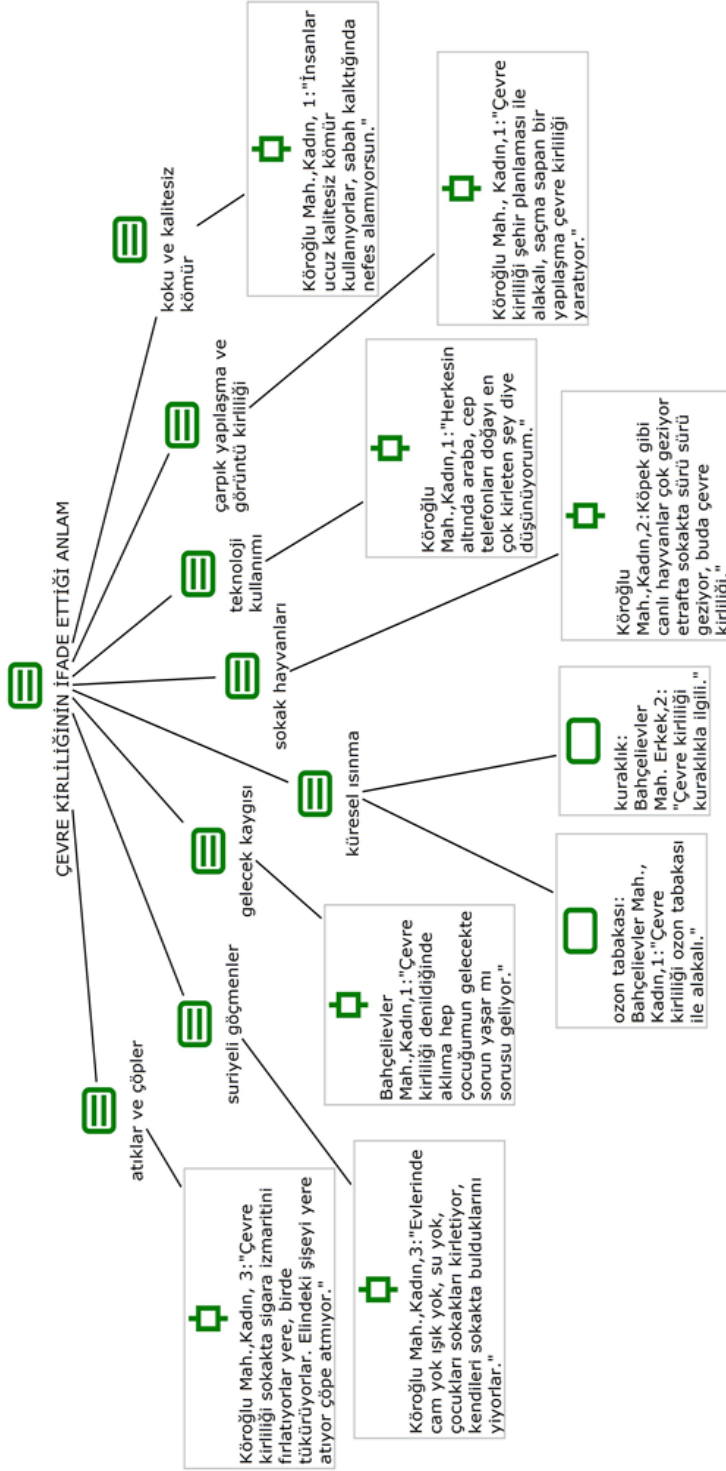 ÇEVRE KİRLİLİĞİNİN İFADE ETTİĞİ ANLAM
atıklar ve çöpler
Köroğlu Mah.,Kadın, 3:"Çevre
kirliliği sokakta sigara izmaritini
fırlatıyorlar yere, birde
tükürüyorlar. Elindeki şişeyi yere
atıyor çöpe atmıyor."
suriyeli göçmenler
Köroğlu Mah.,Kadın,3:"Evlerinde
cam yok ışık yok, su yok,
çocukları sokakları kirletiyor,
kendileri sokakta bulduklarını
yiyorlar."
gelecek kaygısı
Bahçelievler
Mah.,Kadın,1:"Çevre
kirliliği denildiğinde
aklıma hep
çocuğumun gelecekte
sorun yaşar mı
sorusu geliyor."
küresel ısınma
ozon tabakası:
Bahçelievler Mah.,
Kadın,1:"Çevre
kirliliği ozon tabakası
ile alakalı."
kuraklık:
Bahçelievler
Mah. Erkek,2:
"Çevre kirliliği
kuraklıkla ilgili."
sokak hayvanları
Köroğlu
Mah.,Kadın,2:Köpek gibi
canlı hayvanlar çok geziyor
etrafta sokakta sürü sürü
geziyor, buda çevre
kirliliği."
teknoloji
kullanımı
Köroğlu
Mah.,Kadın,1:"Herkesin
altında araba, cep
telefonları doğayı en
çok kirleten şey diye
düşünüyorum."
çarpık yapılaşma ve
görüntü kirliliği
Köroğlu Mah., Kadın,1:"Çevre
kirliliği şehir planlaması ile
alakalı, saçma sapan bir
yapılaşma çevre kirliliği
yaratıyor."
koku ve kalitesiz
kömür
Köroğlu Mah.,Kadın, 1:"İnsanlar
ucuz kalitesiz kömür
kullanıyorlar, sabah kalktığında
nefes alamıyorsun."